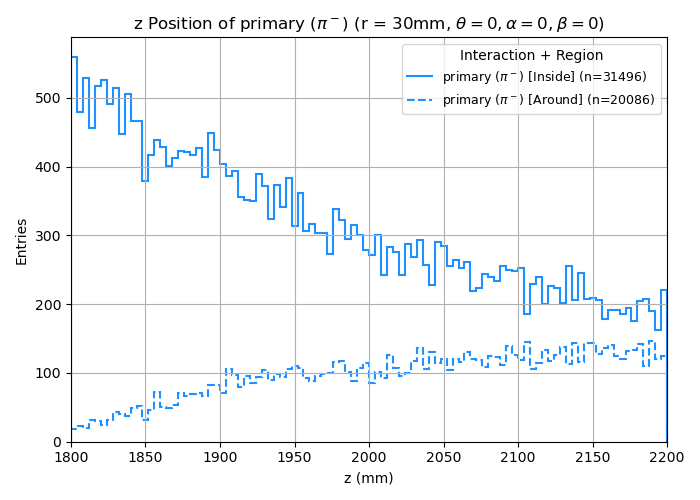 z Position of primary (π⁻) (r = 30mm, θ = 0, α = 0, β = 0)
Interaction + Region
primary (π⁻) [Inside] (n=31496)
primary (π⁻) [Around] (n=20086)
Entries
500
400
300
200
100
0
1800 1850 1900 1950 2000 2050 2100 2150 2200
z (mm)